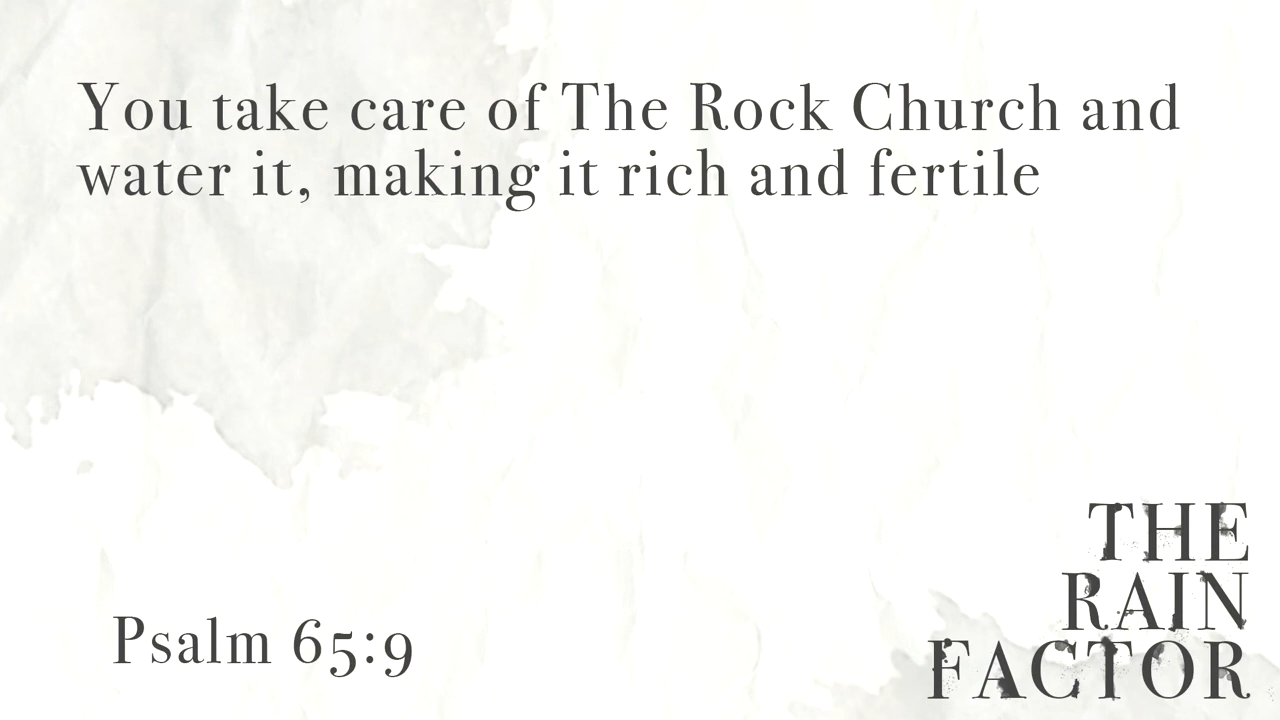 You take care of The Rock Church and
water it, making it rich and fertile
Psalm 65:9
THE
RAIN
FACTOR